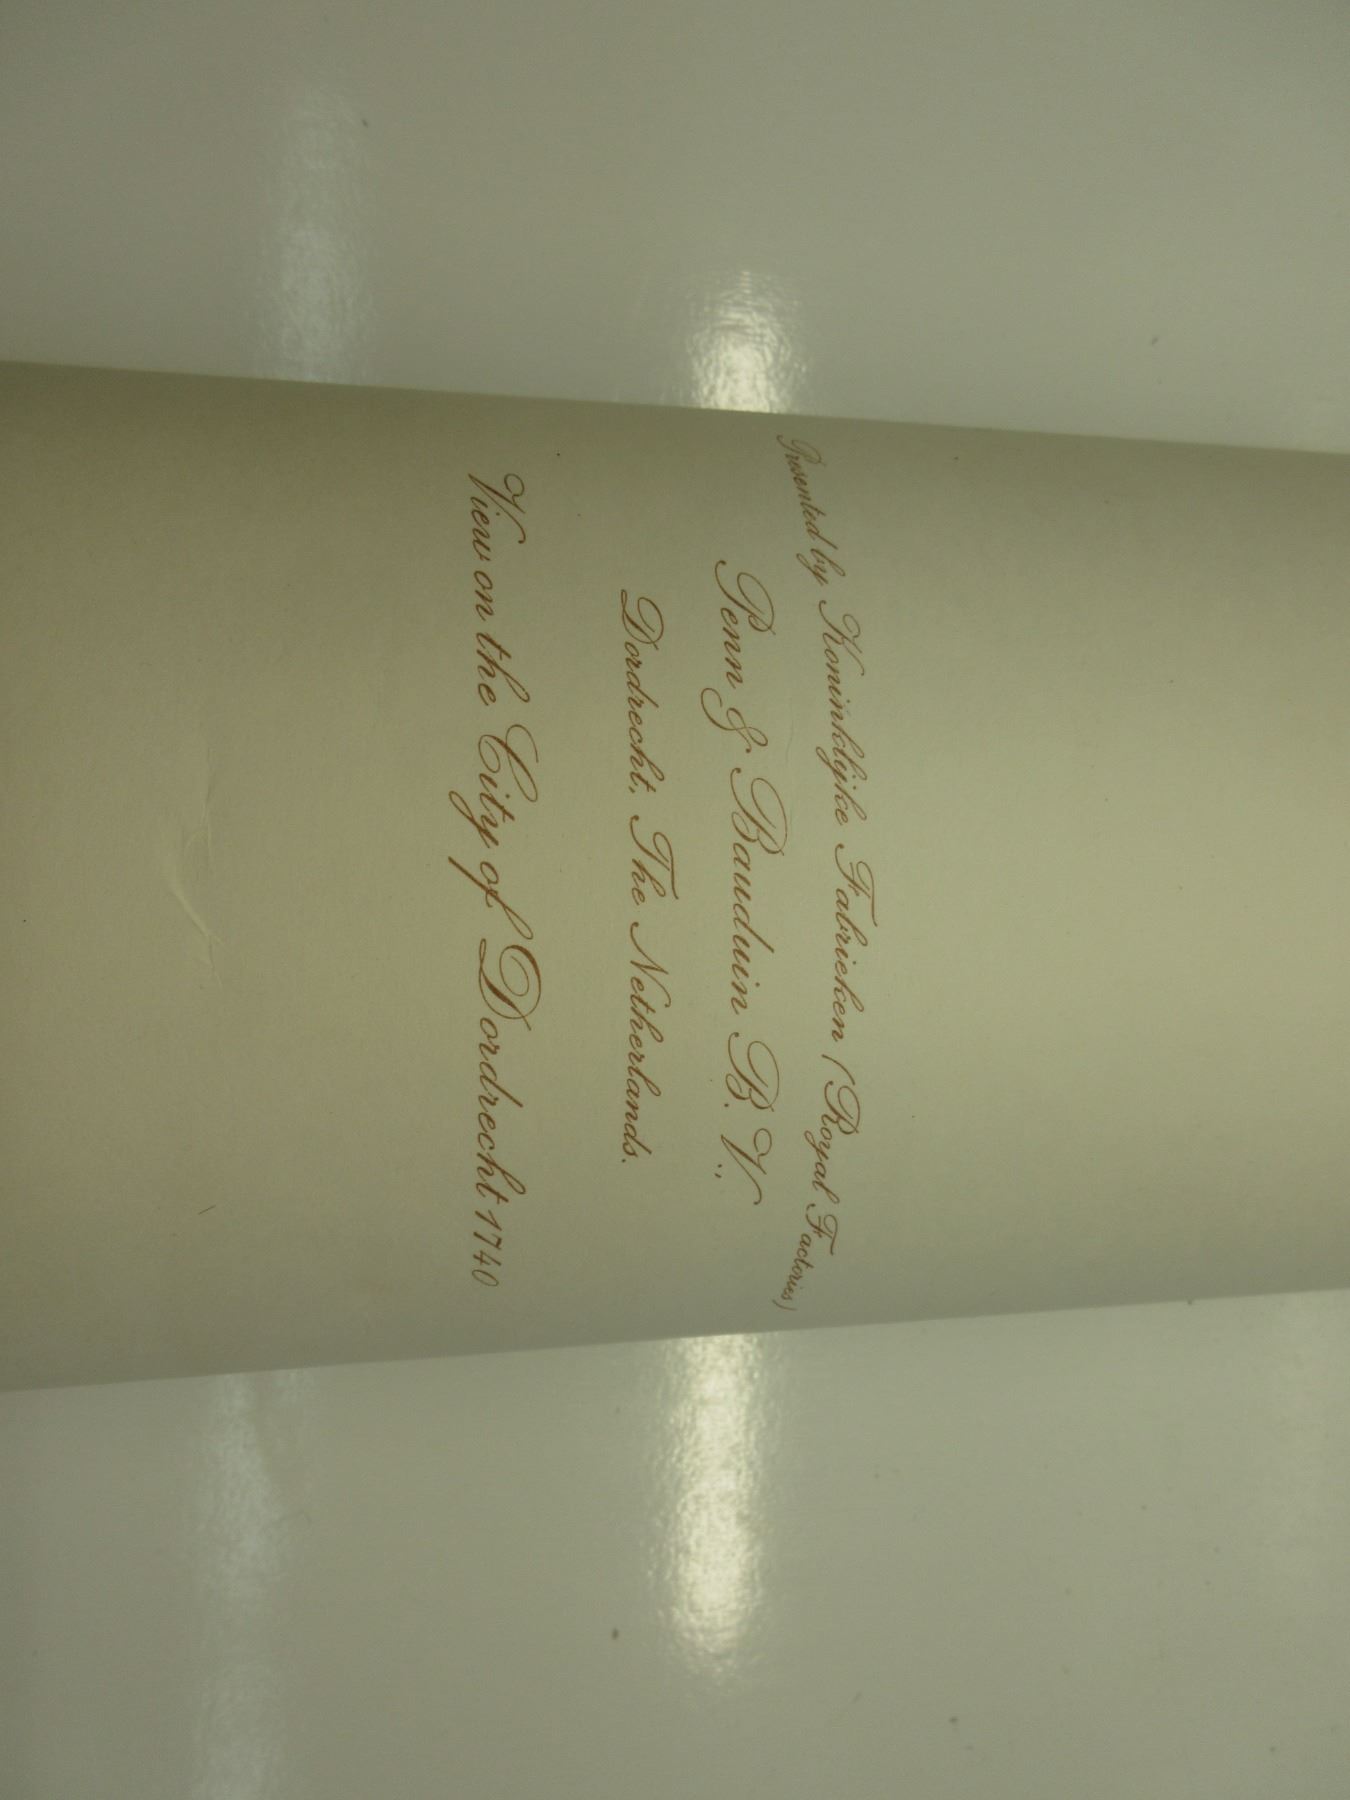 Presented by Koninklijke Fabrieken (Royal Factories)
Penn & Bauduin B.V.,
Dordrecht, The Netherlands.
View on the City of Dordrecht 1740